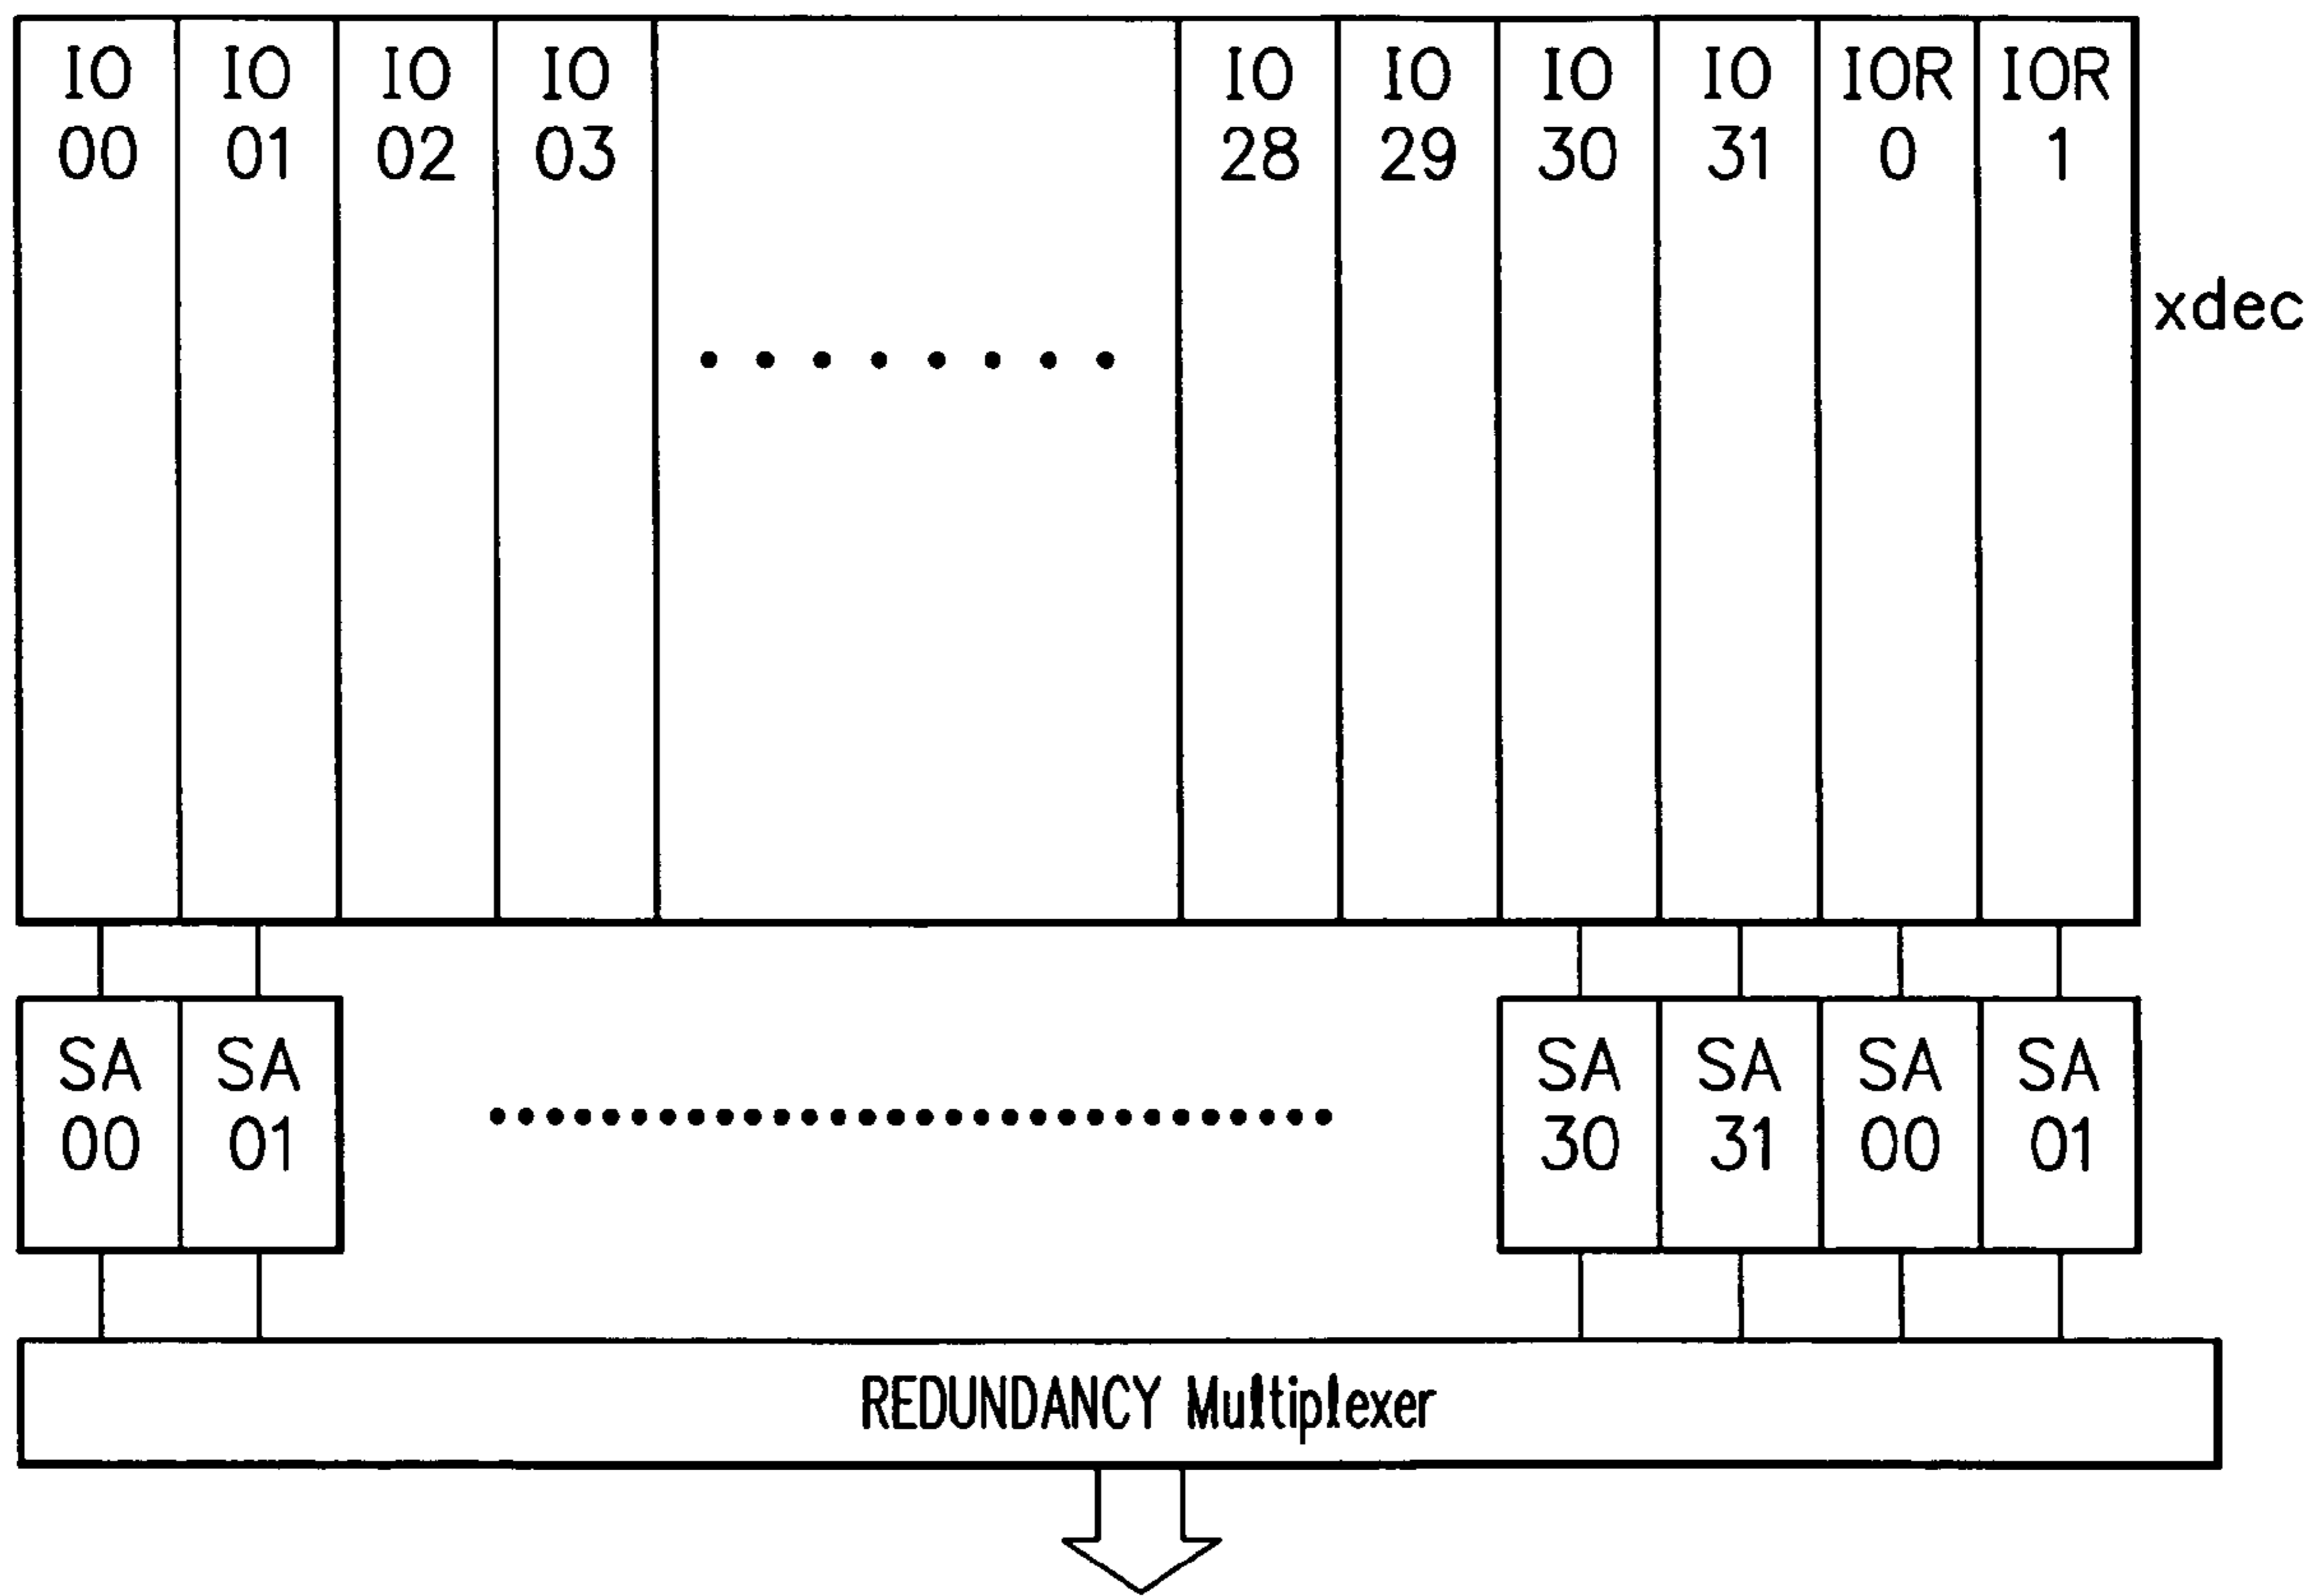 IO IO IO IO IO IO IO IO IOR IOR
00 01 02 03 28 29 30 31 0 1
xdec
SA SA SA SA SA SA
00 01 30 31 00 01
REDUNDANCY Multiplexer